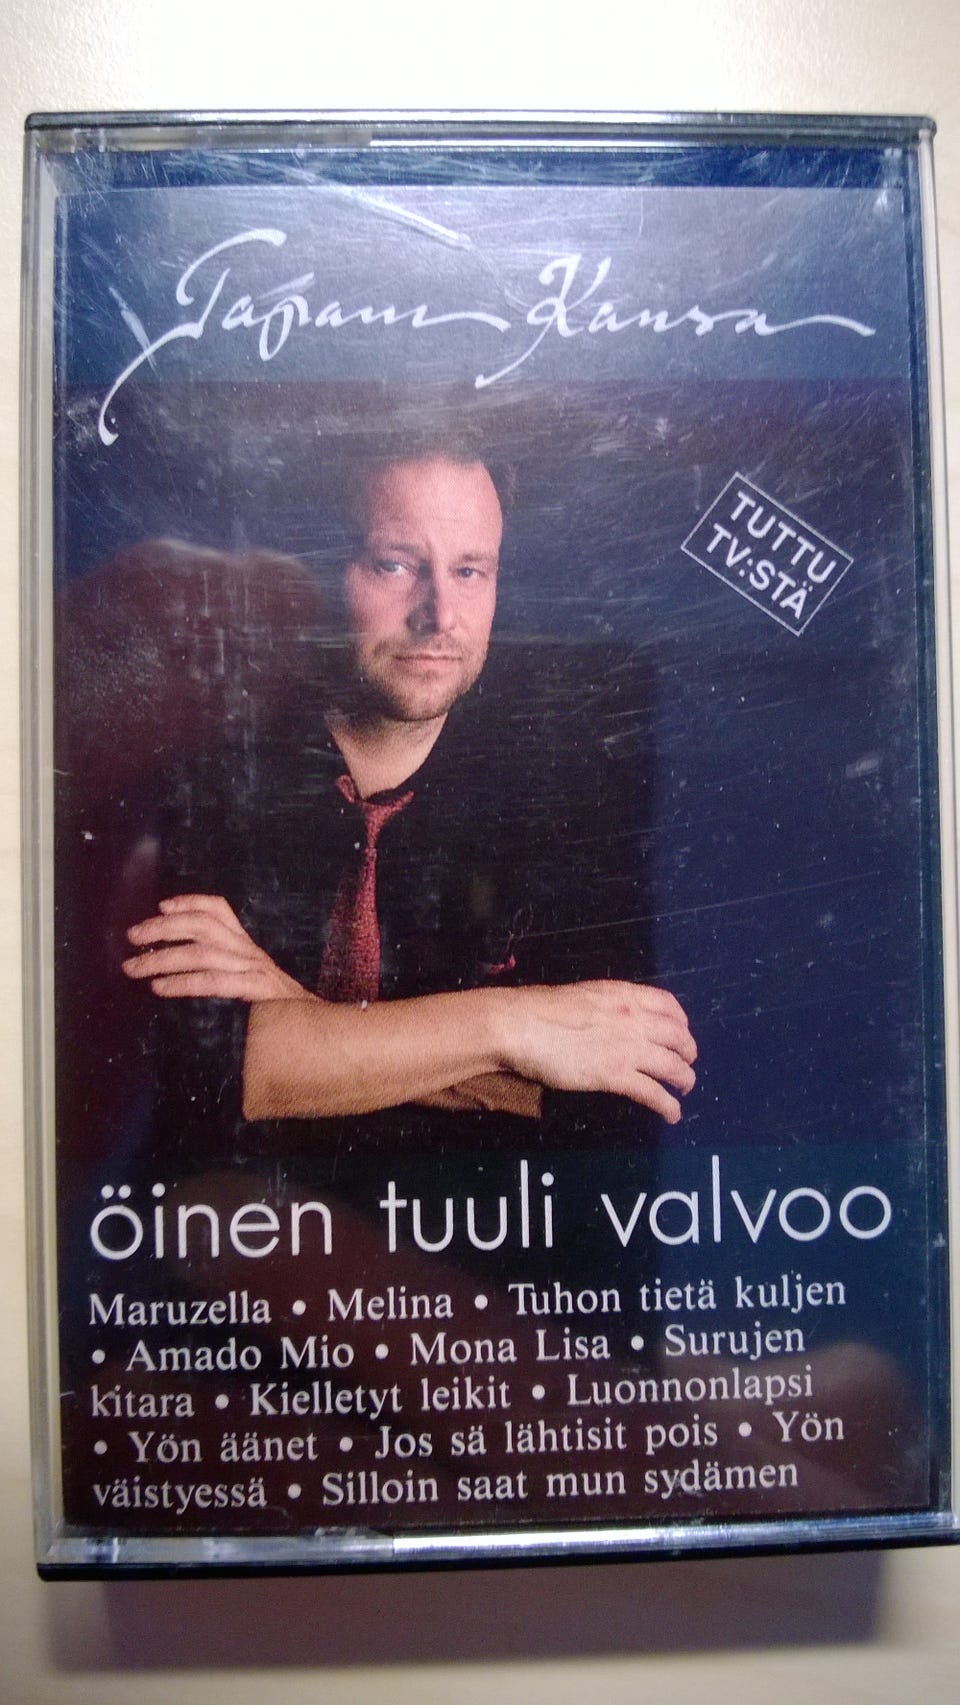 Tapani Kansa
TUTTU
TV:STÄ
öinen tuuli valvoo
Maruzella • Melina • Tuhon tietä kuljen
• Amado Mio • Mona Lisa • Surujen
kitara • Kielletyt leikit • Luonnonlapsi
• Yön äänet • Jos sä lähtisit pois • Yön
väistyessä • Silloin saat mun sydämen